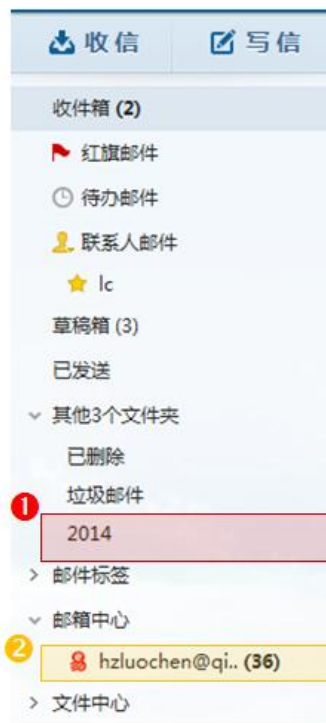 收信 写信
收件箱 (2)
红旗邮件
待办邮件
联系人邮件
lc
草稿箱 (3)
已发送
其他3个文件夹
已删除
垃圾邮件
1
2014
邮件标签
邮箱中心
2
hzluochen@qi.. (36)
文件中心